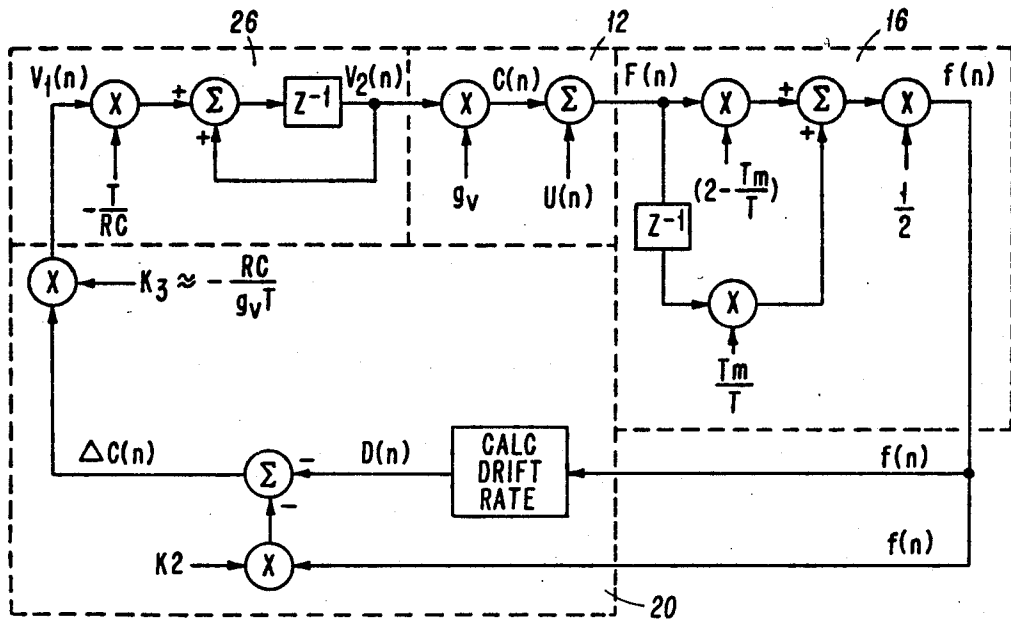 26
12
16
V₁(n)
X
+
Σ
+
Z⁻¹
V₂(n)
-T/RC
X
C(n)
Σ
gᵥ
U(n)
F(n)
X
(2-Tm/T)
+
Σ
+
X
f(n)
1/2
Z⁻¹
X
Tm/T
X
K₃ ≈ - RC/gᵥT
ΔC(n)
Σ
-
-
D(n)
CALC
DRIFT
RATE
f(n)
K2
X
f(n)
20